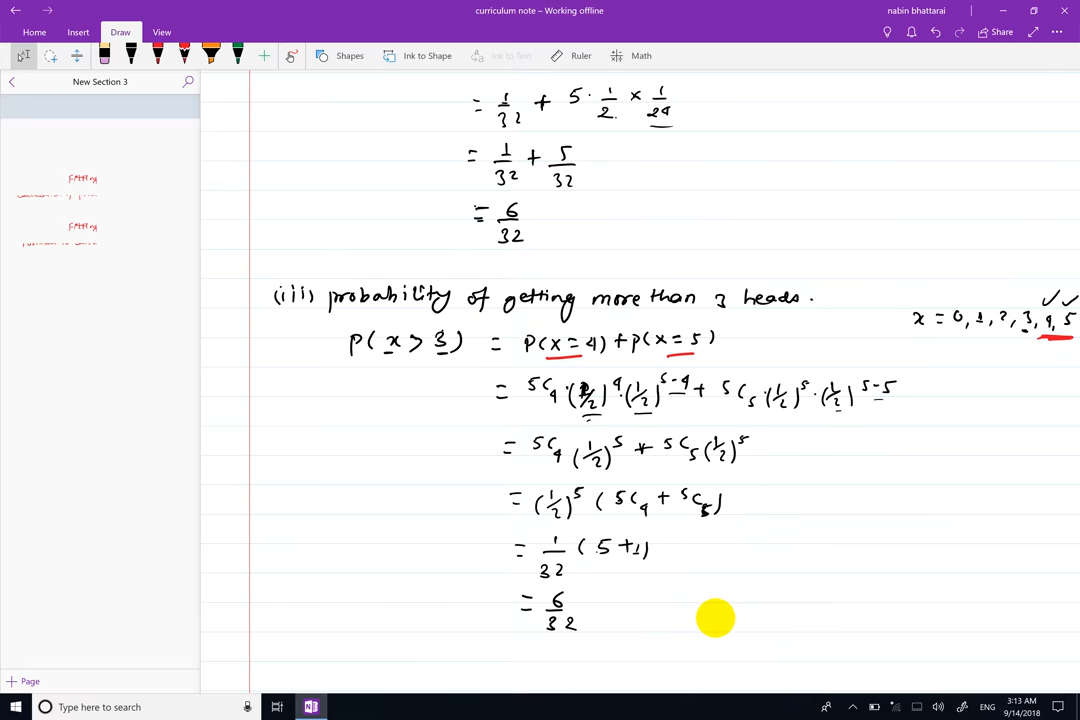 curriculum note – Working offline
nabin bhattarai
Home Insert Draw View
Share
Shapes Ink to Shape Ink to Text Ruler Math
New Section 3
= 1/32 + 5 · 1/2 × 1/24
= 1/32 + 5/32
= 6/32
(iii) probability of getting more than 3 heads.
x = 0, 1, 2, 3, 4, 5
P(x > 3) = P(x = 4) + P(x = 5)
= 5C4 · (1/2)^4 · (1/2)^5-4 + 5C5 · (1/2)^5 · (1/2)^5-5
= 5C4 (1/2)^5 + 5C5 (1/2)^5
= (1/2)^5 (5C4 + 5C5)
= 1/32 (5 + 1)
= 6/32
+ Page
Type here to search
ENG
3:13 AM
9/14/2018